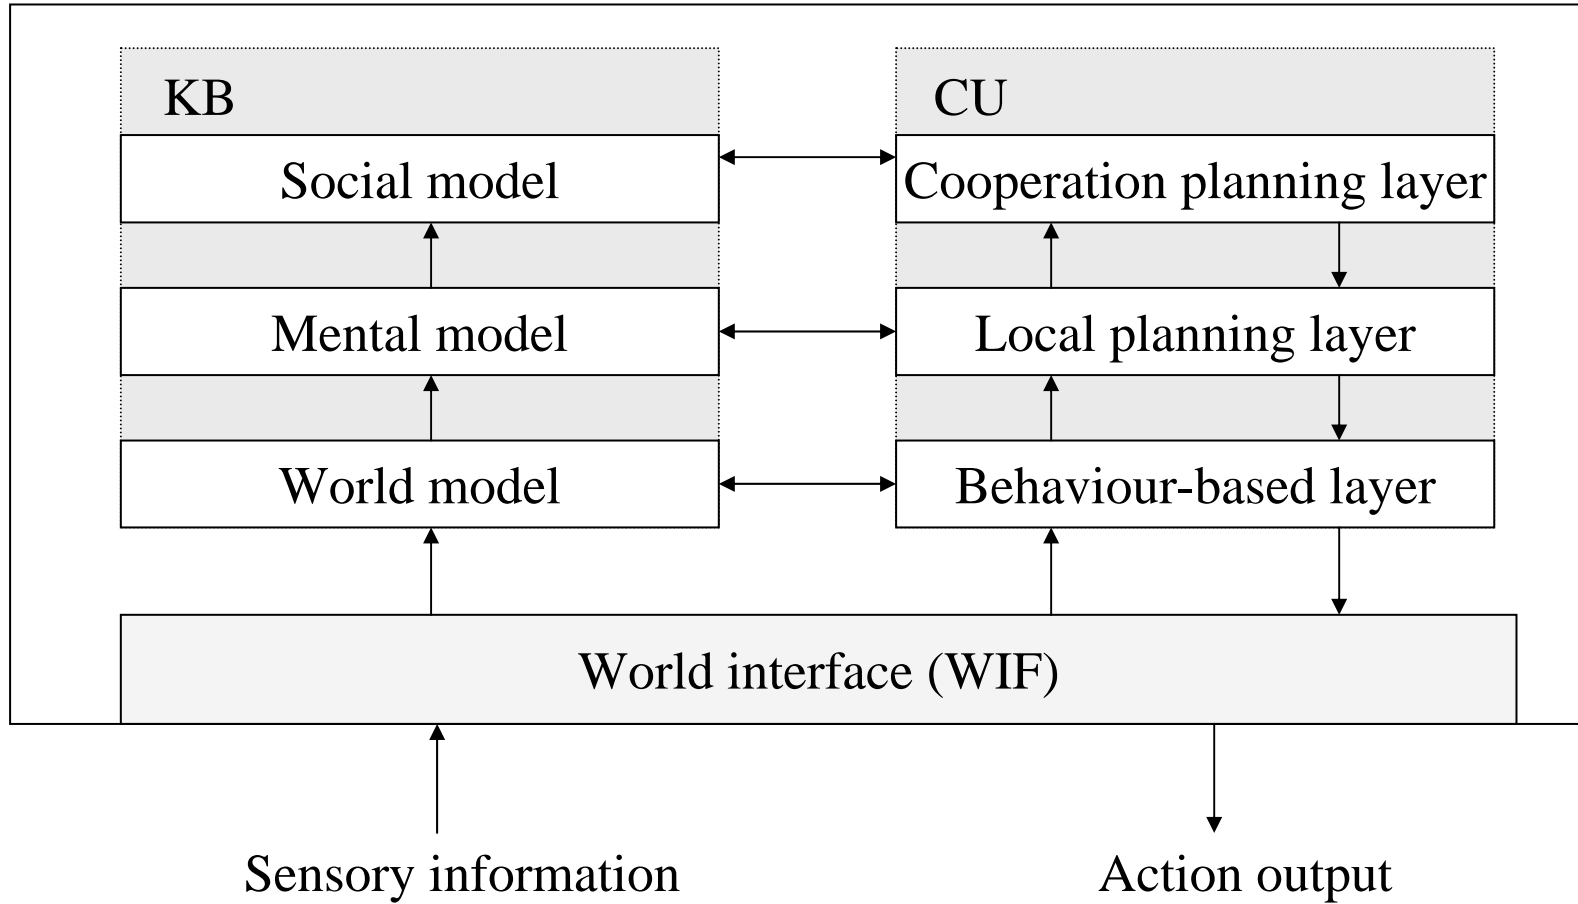 KB
CU
Social model
Cooperation planning layer
Mental model
Local planning layer
World model
Behaviour-based layer
World interface (WIF)
Sensory information
Action output